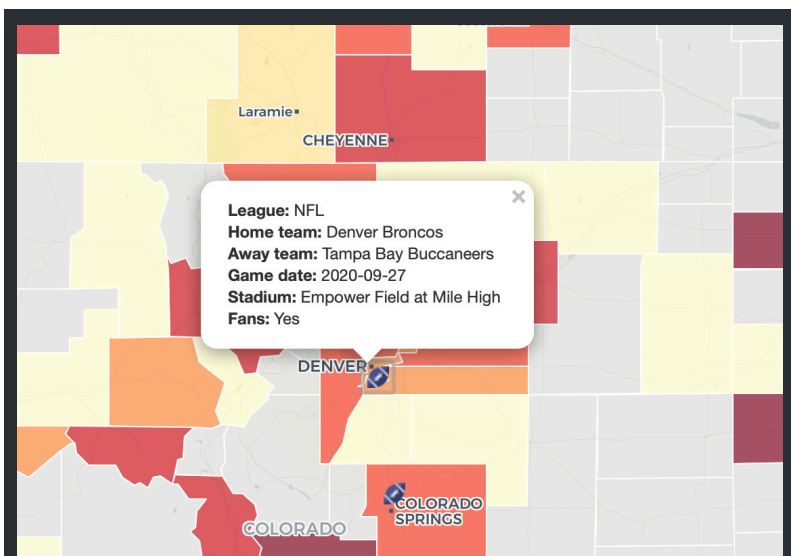 Laramie
CHEYENNE
×
League: NFL
Home team: Denver Broncos
Away team: Tampa Bay Buccaneers
Game date: 2020-09-27
Stadium: Empower Field at Mile High
Fans: Yes
DENVER
COLORADO
SPRINGS
COLORADO